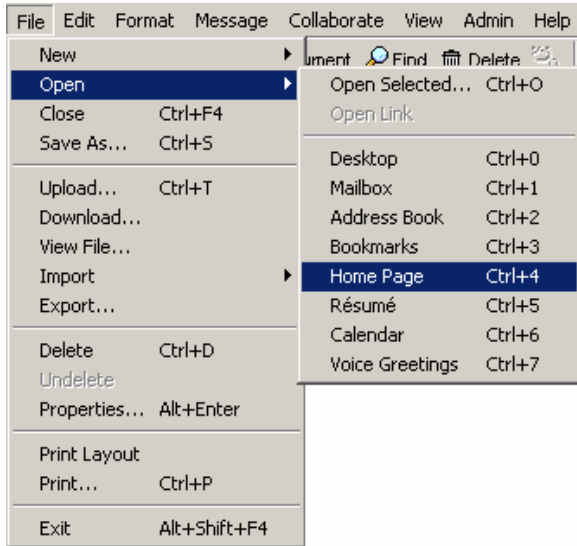 File Edit Format Message Collaborate View Admin Help
New
ument Find Delete
Open
Close Ctrl+F4
Save As... Ctrl+S
Upload... Ctrl+T
Download...
View File...
Import
Export...
Delete Ctrl+D
Undelete
Properties... Alt+Enter
Print Layout
Print... Ctrl+P
Exit Alt+Shift+F4
Open Selected... Ctrl+O
Open Link
Desktop Ctrl+0
Mailbox Ctrl+1
Address Book Ctrl+2
Bookmarks Ctrl+3
Home Page Ctrl+4
Résumé Ctrl+5
Calendar Ctrl+6
Voice Greetings Ctrl+7